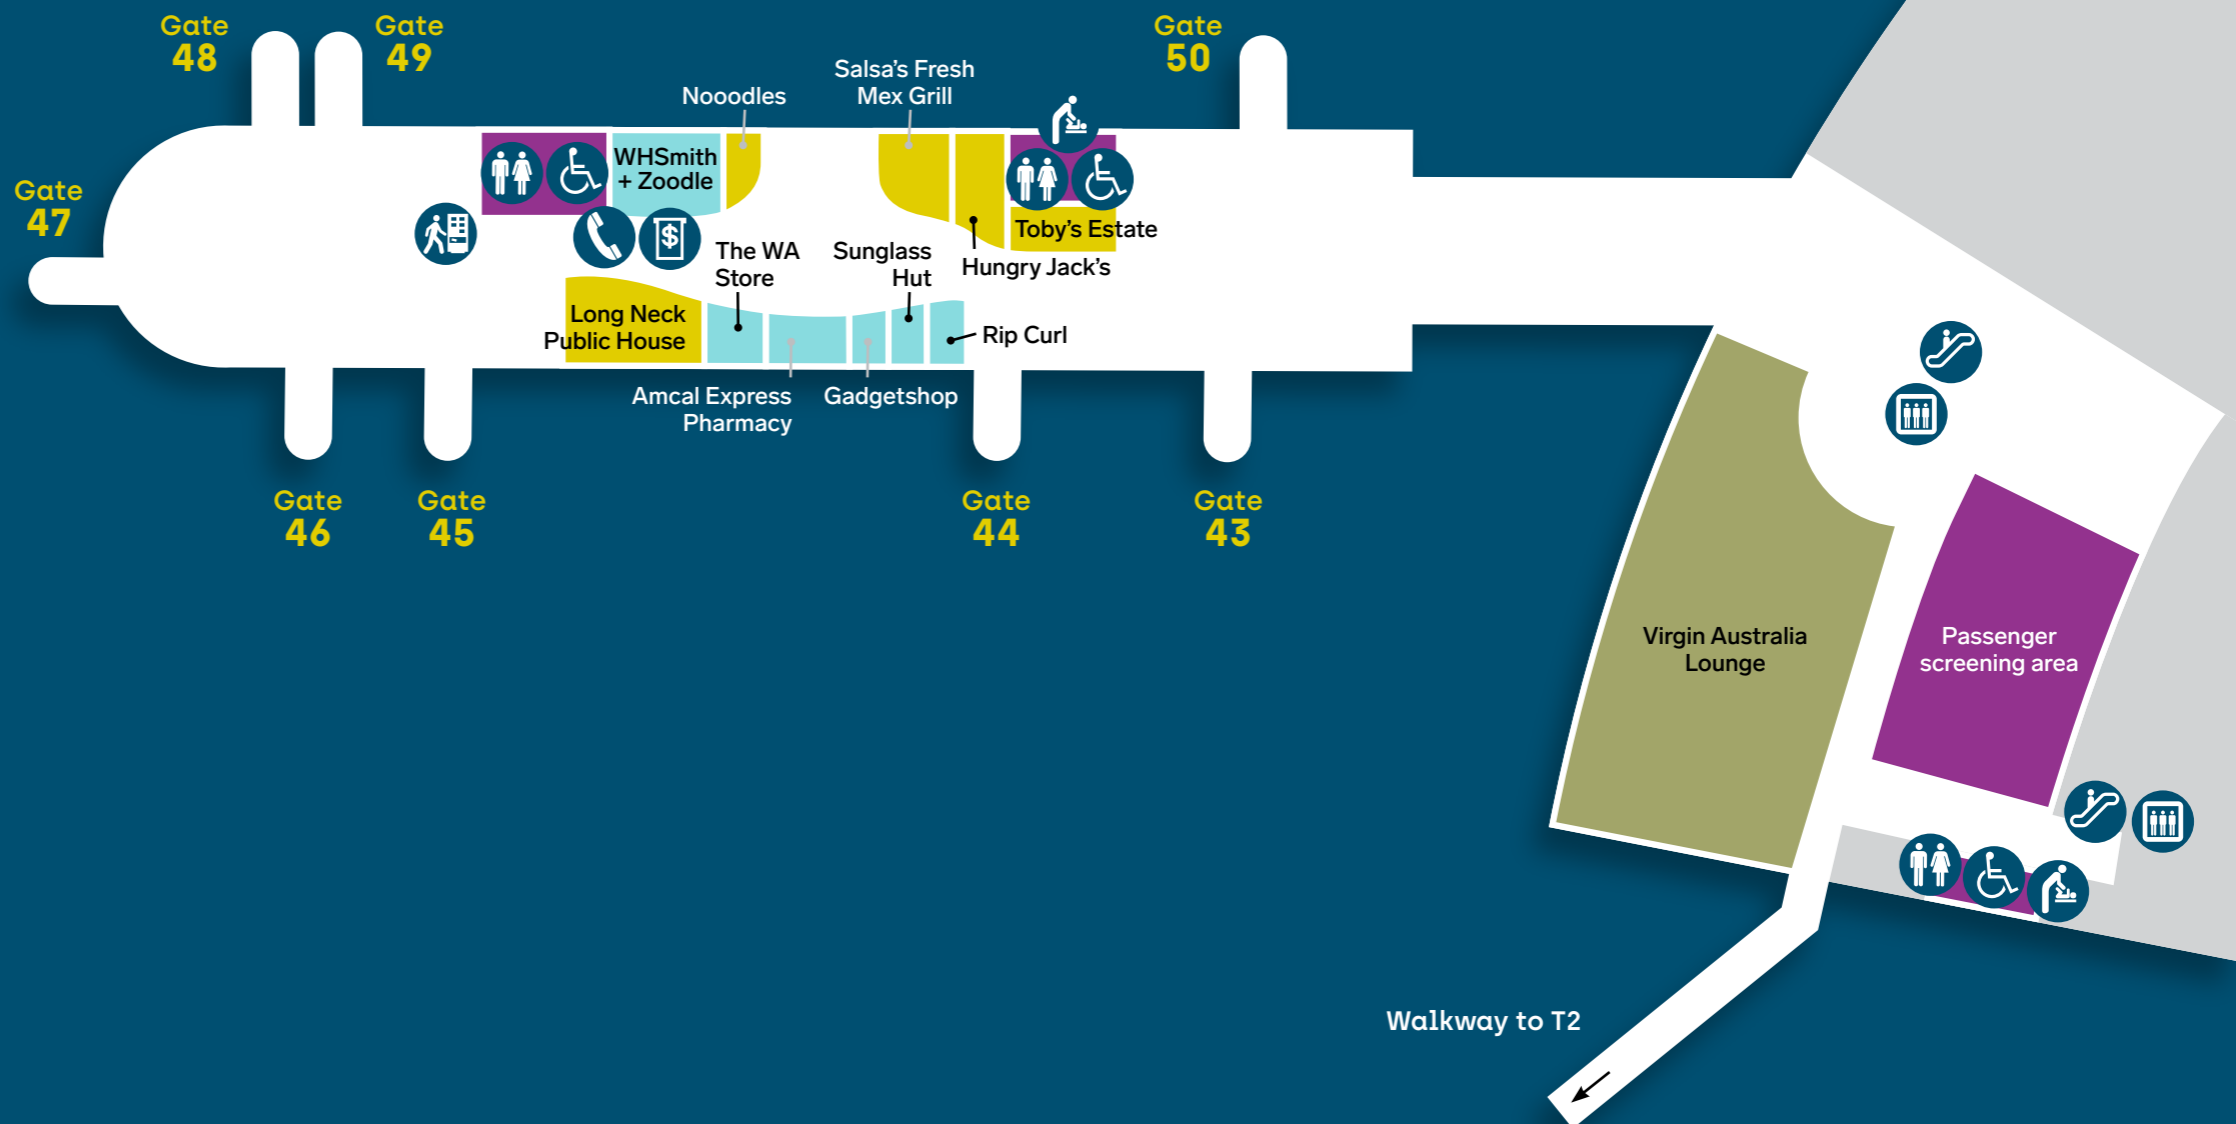 Gate
48
Gate
49
Gate
50
Salsa's Fresh
Mex Grill
Nooodles
WHSmith
+ Zoodle
Gate
47
Toby's Estate
The WA
Store
Sunglass
Hut
Hungry Jack's
$
Long Neck
Public House
Rip Curl
Amcal Express
Pharmacy
Gadgetshop
Gate
46
Gate
45
Gate
44
Gate
43
Virgin Australia
Lounge
Passenger
screening area
Walkway to T2